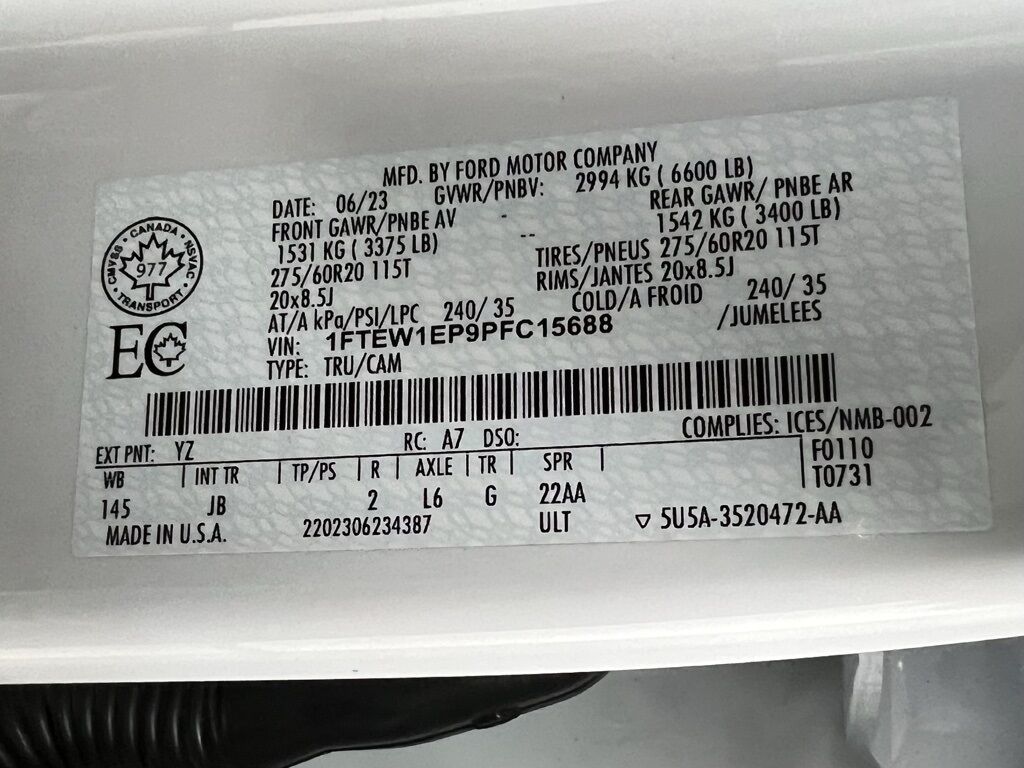 MFD. BY FORD MOTOR COMPANY
DATE: 06/23 GVWR/PNBV: 2994 KG ( 6600 LB)
FRONT GAWR/PNBE AV - REAR GAWR/ PNBE AR
1531 KG ( 3375 LB) -- 1542 KG ( 3400 LB)
275/60R20 115T TIRES/PNEUS 275/60R20 115T
20x8.5J RIMS/JANTES 20x8.5J
AT/A kPa/PSI/LPC 240/ 35 COLD/A FROID 240/ 35
VIN: 1FTEW1EP9PFC15688 /JUMELEES
TYPE: TRU/CAM
CANADA
CMVSS NSVAC
977
TRANSPORT
EC
COMPLIES: ICES/NMB-002
EXT PNT: YZ RC: A7 DSO: F0110
WB INT TR TP/PS R AXLE TR SPR T0731
145 JB 2 L6 G 22AA
MADE IN U.S.A. 2202306234387 ULT ▽ 5U5A-3520472-AA